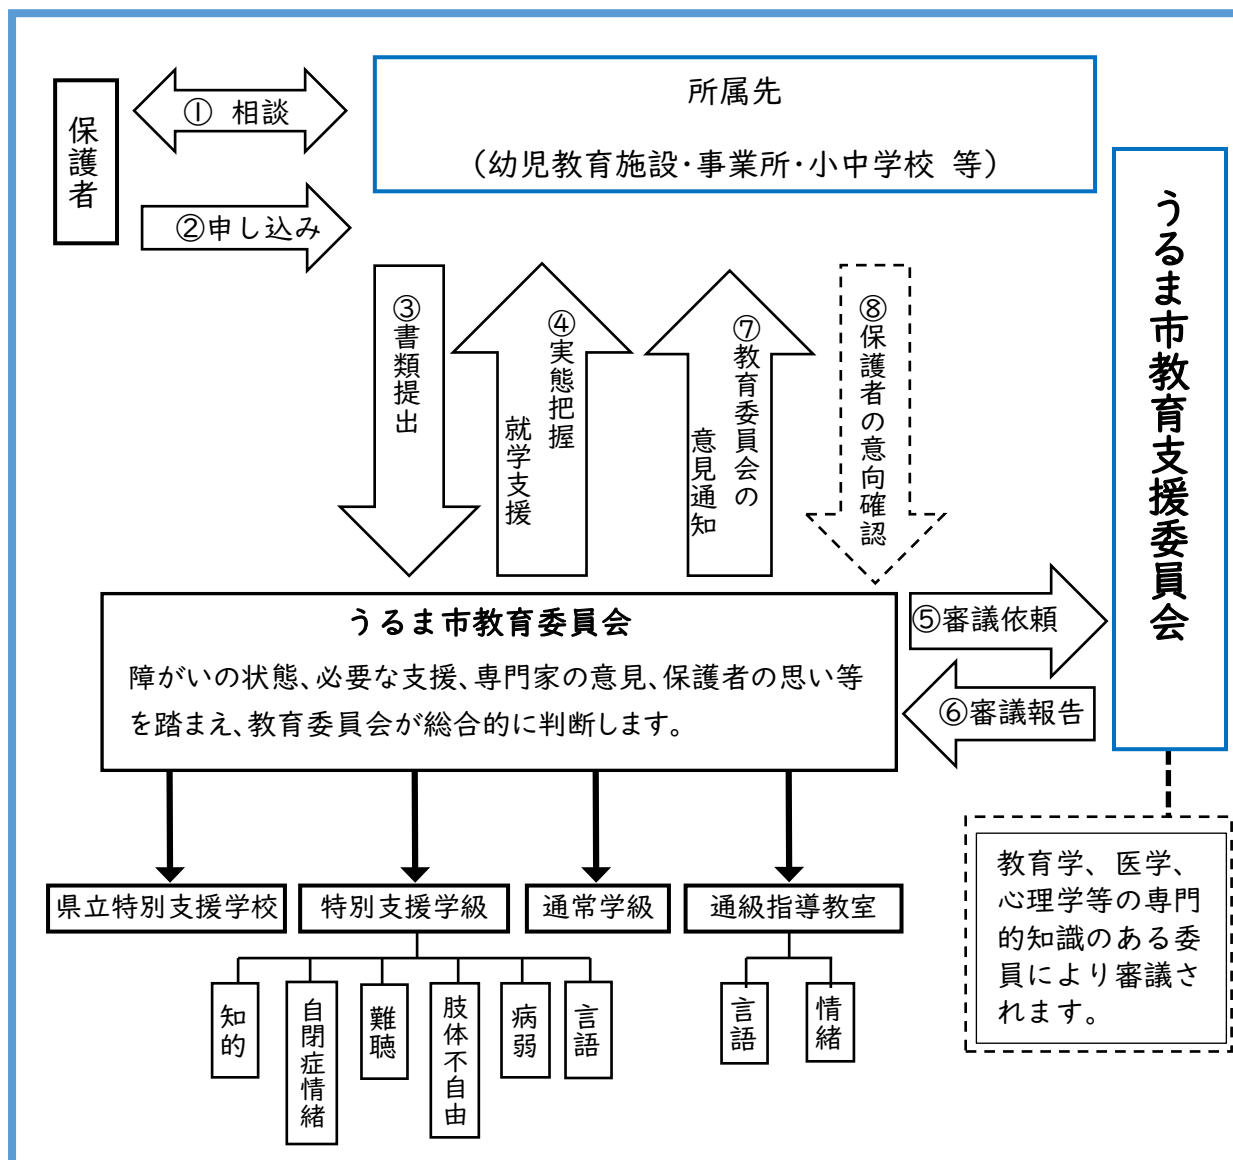 保護者
① 相談
所属先
（幼児教育施設・事業所・小中学校 等）
②申し込み
うるま市教育支援委員会
③書類提出
④実態把握
就学支援
⑦教育委員会の
意見通知
⑧保護者の意向確認
うるま市教育委員会
障がいの状態、必要な支援、専門家の意見、保護者の思い等
を踏まえ、教育委員会が総合的に判断します。
⑤審議依頼
⑥審議報告
県立特別支援学校
特別支援学級
通常学級
通級指導教室
知的
自閉症情緒
難聴
肢体不自由
病弱
言語
言語
情緒
教育学、医学、
心理学等の専門
的知識のある委
員により審議さ
れます。